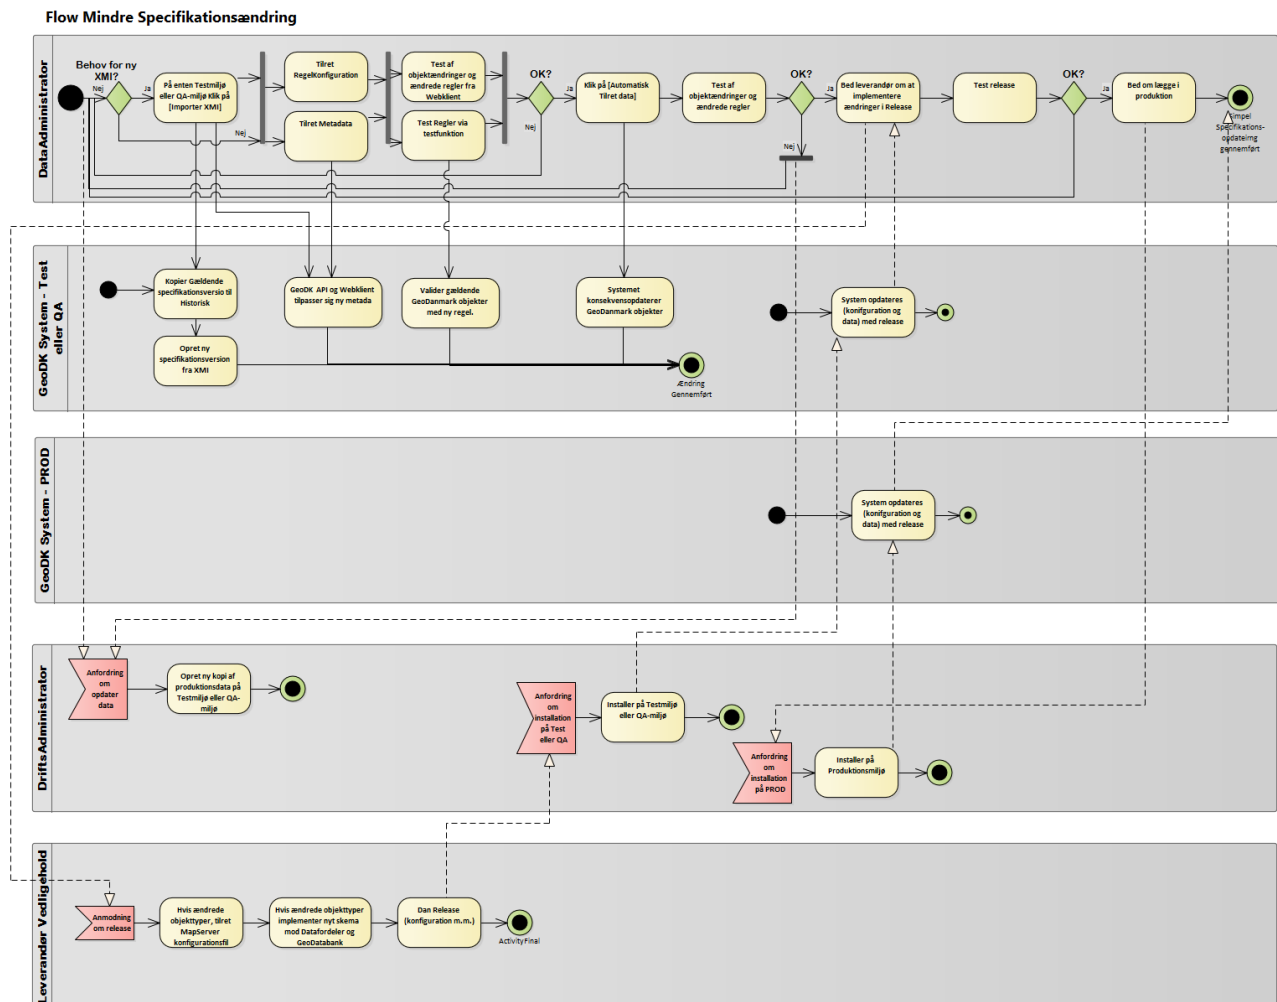 Flow Mindre Specifikationsændring
DataAdministrator
Behov for ny
XMI?
Nej
Ja
På enten Testmiljø
eller QA-miljø Klik på
[Importer XMI]
Nej
Tilret
RegelKonfiguration
Tilret Metadata
Test af
objektændringer og
ændrede regler fra
Webklient
Test Regler via
testfunktion
OK?
Ja
Nej
Klik på [Automatisk
Tilret data]
Test af
objektændringer og
ændrede regler
OK?
Ja
Nej
Bed leverandør om at
implementere
ændringer i Release
Test release
OK?
Ja
Bed om lægge i
produktion
Simpel
Specifikations-
opdateirng
gennemført
GeoDK System - Test
eller QA
Kopier Gældende
specifikationsversio til
Historisk
Opret ny
specifikationsversion
fra XMI
GeoDK API og Webklient
tilpasser sig ny metada
Valider gældende
GeoDanmark objekter
med ny regel.
Systemet
konsekvensopdaterer
GeoDanmark objekter
Ændring
Gennemført
System opdateres
(konifguration og
data) med release
GeoDK System - PROD
System opdateres
(konifguration og
data) med release
DriftsAdministrator
Anfordring
om
opdater
data
Opret ny kopi af
produktionsdata på
Testmiljø eller QA-
miljø
Anfordring
om
installation
på Test
eller QA
Installer på Testmiljø
eller QA-miljø
Anfordring
om
installation
på PROD
Installer på
Produktionsmiljø
Leverandør Vedligehold
Anmodning
om release
Hvis ændrede
objekttyper, tilret
MapServer
konfigurationsfil
Hvis ændrede objekttyper
implementer nyt skema
mod Datafordeler og
GeoDatabank
Dan Release
(konfiguration m.m.)
ActivityFinal